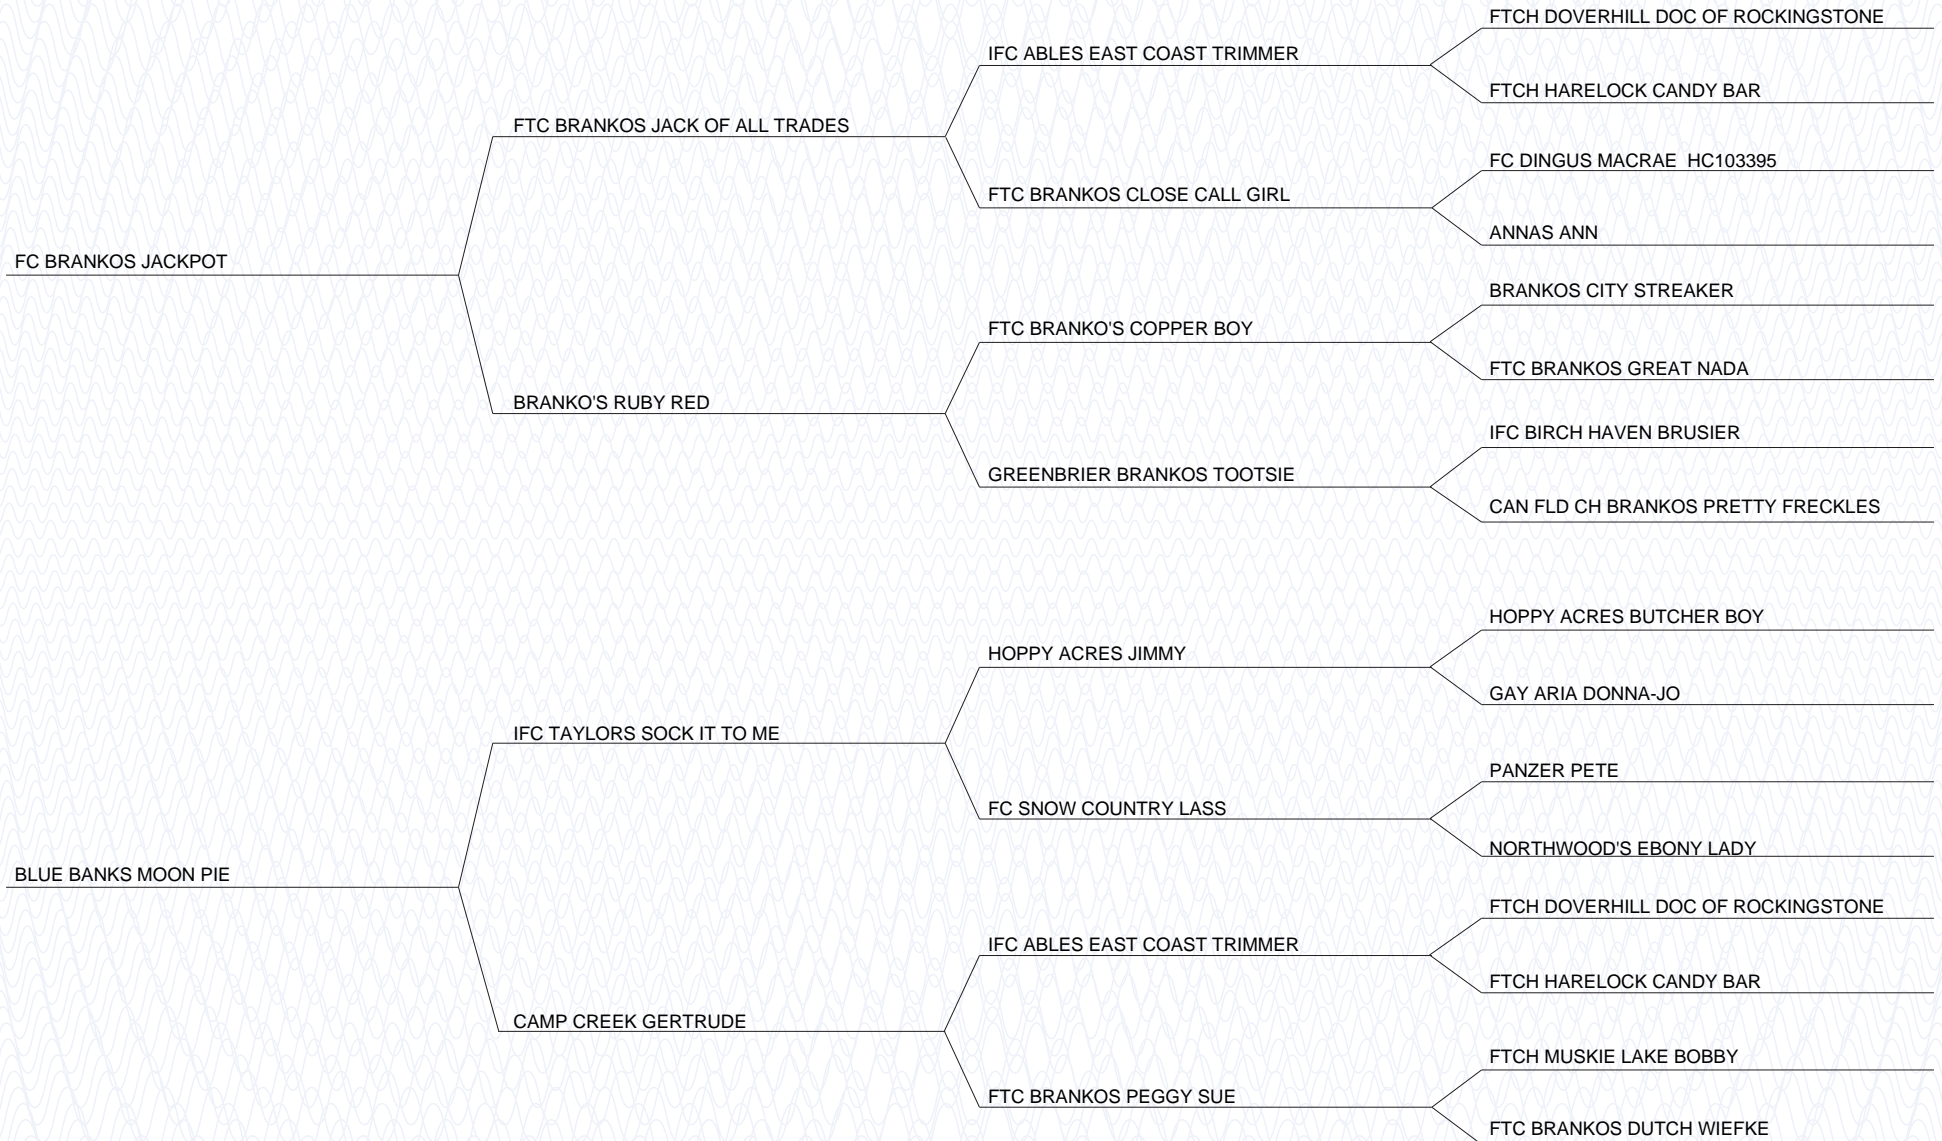 FTCH DOVERHILL DOC OF ROCKINGSTONE
IFC ABLES EAST COAST TRIMMER
FTCH HARELOCK CANDY BAR
FTC BRANKOS JACK OF ALL TRADES
FC DINGUS MACRAE  HC103395
FTC BRANKOS CLOSE CALL GIRL
ANNAS ANN
FC BRANKOS JACKPOT
BRANKOS CITY STREAKER
FTC BRANKO'S COPPER BOY
FTC BRANKOS GREAT NADA
BRANKO'S RUBY RED
IFC BIRCH HAVEN BRUSIER
GREENBRIER BRANKOS TOOTSIE
CAN FLD CH BRANKOS PRETTY FRECKLES
HOPPY ACRES BUTCHER BOY
HOPPY ACRES JIMMY
GAY ARIA DONNA-JO
IFC TAYLORS SOCK IT TO ME
PANZER PETE
FC SNOW COUNTRY LASS
NORTHWOOD'S EBONY LADY
BLUE BANKS MOON PIE
FTCH DOVERHILL DOC OF ROCKINGSTONE
IFC ABLES EAST COAST TRIMMER
FTCH HARELOCK CANDY BAR
CAMP CREEK GERTRUDE
FTCH MUSKIE LAKE BOBBY
FTC BRANKOS PEGGY SUE
FTC BRANKOS DUTCH WIEFKE